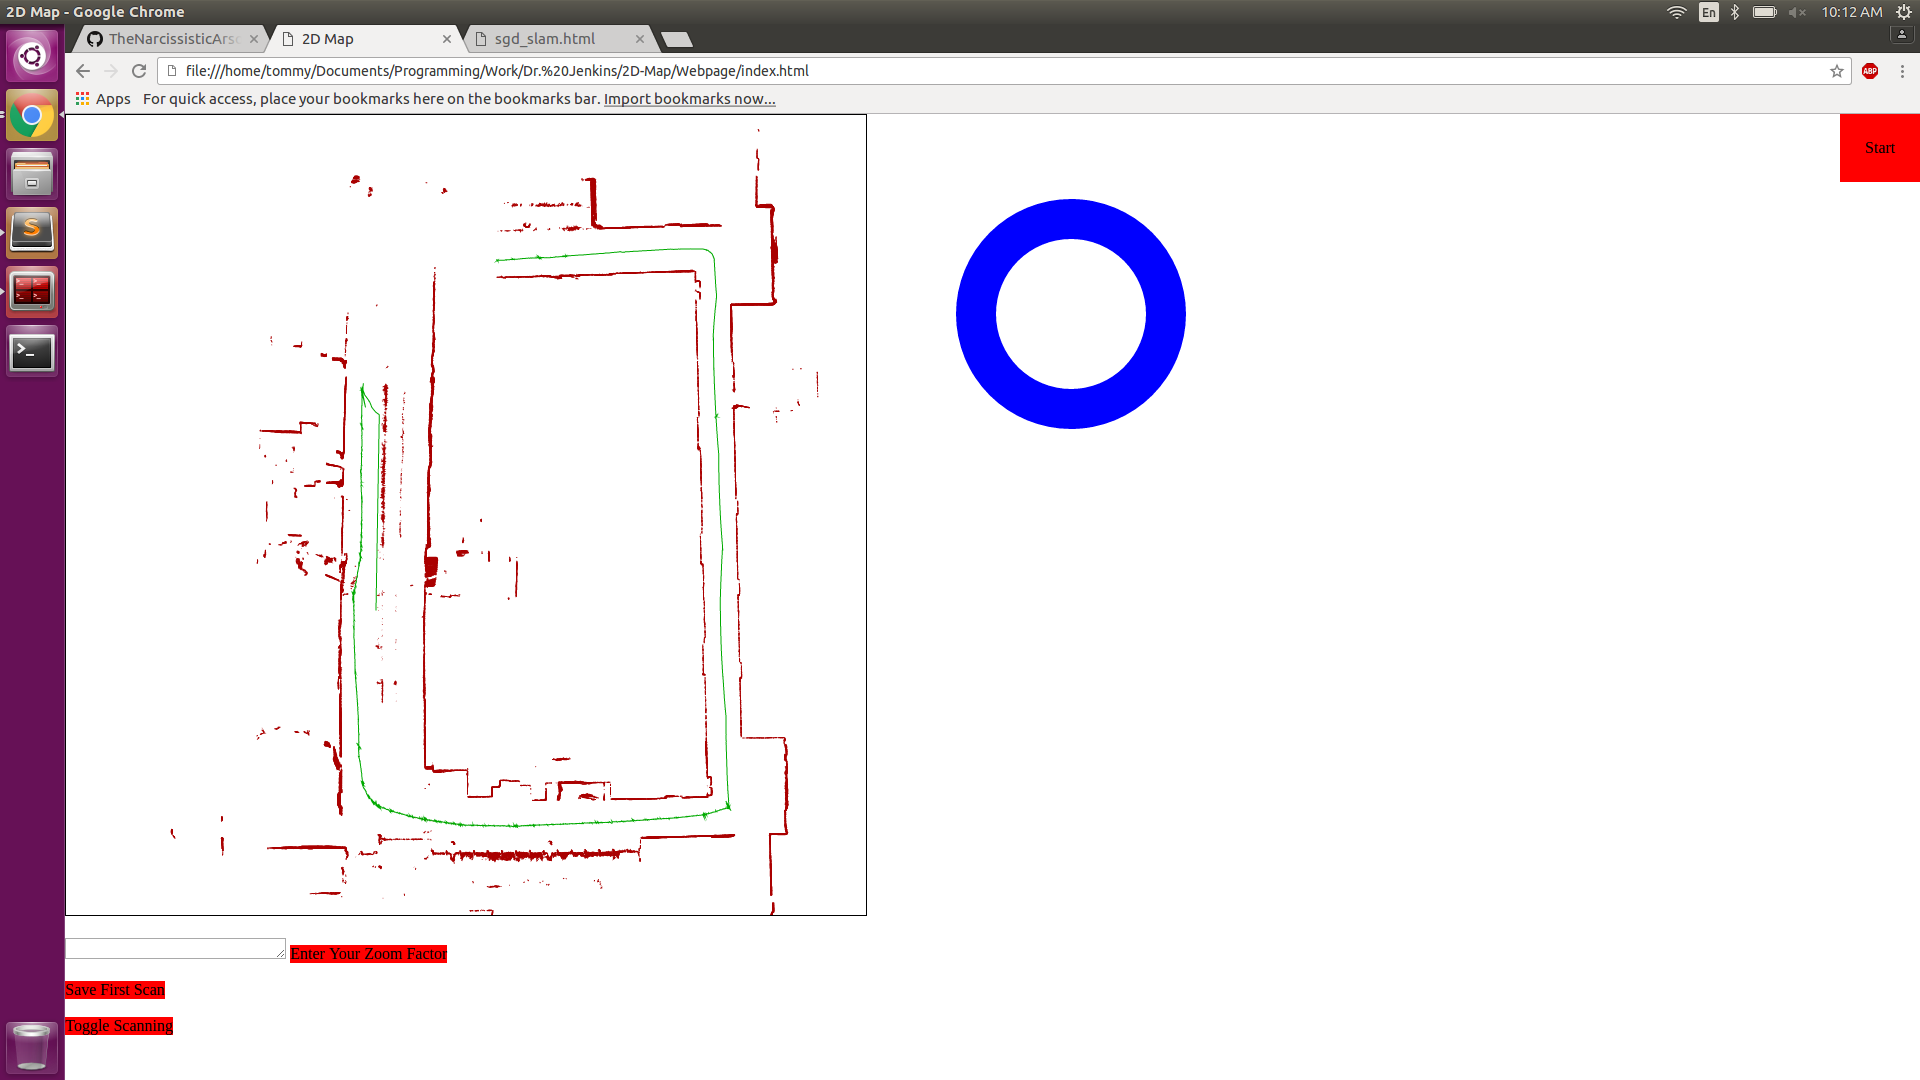 2D Map - Google Chrome
En
10:12 AM
TheNarcissisticArs
2D Map
sgd_slam.html
file:///home/tommy/Documents/Programming/Work/Dr.%20Jenkins/2D-Map/Webpage/index.html
ABP
Apps For quick access, place your bookmarks here on the bookmarks bar. Import bookmarks now...
Start
Enter Your Zoom Factor
Save First Scan
Toggle Scanning